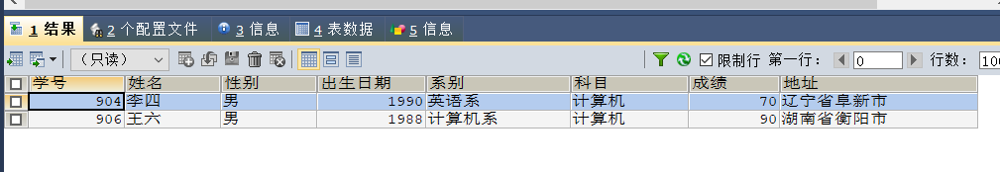 1 结果 2 个配置文件 3 信息 4 表数据 5 信息
（只读） 限制行 第一行： 0 行数：
学号 姓名 性别 出生日期 系别 科目 成绩 地址
904 李四 男 1990 英语系 计算机 70 辽宁省阜新市
906 王六 男 1988 计算机系 计算机 90 湖南省衡阳市